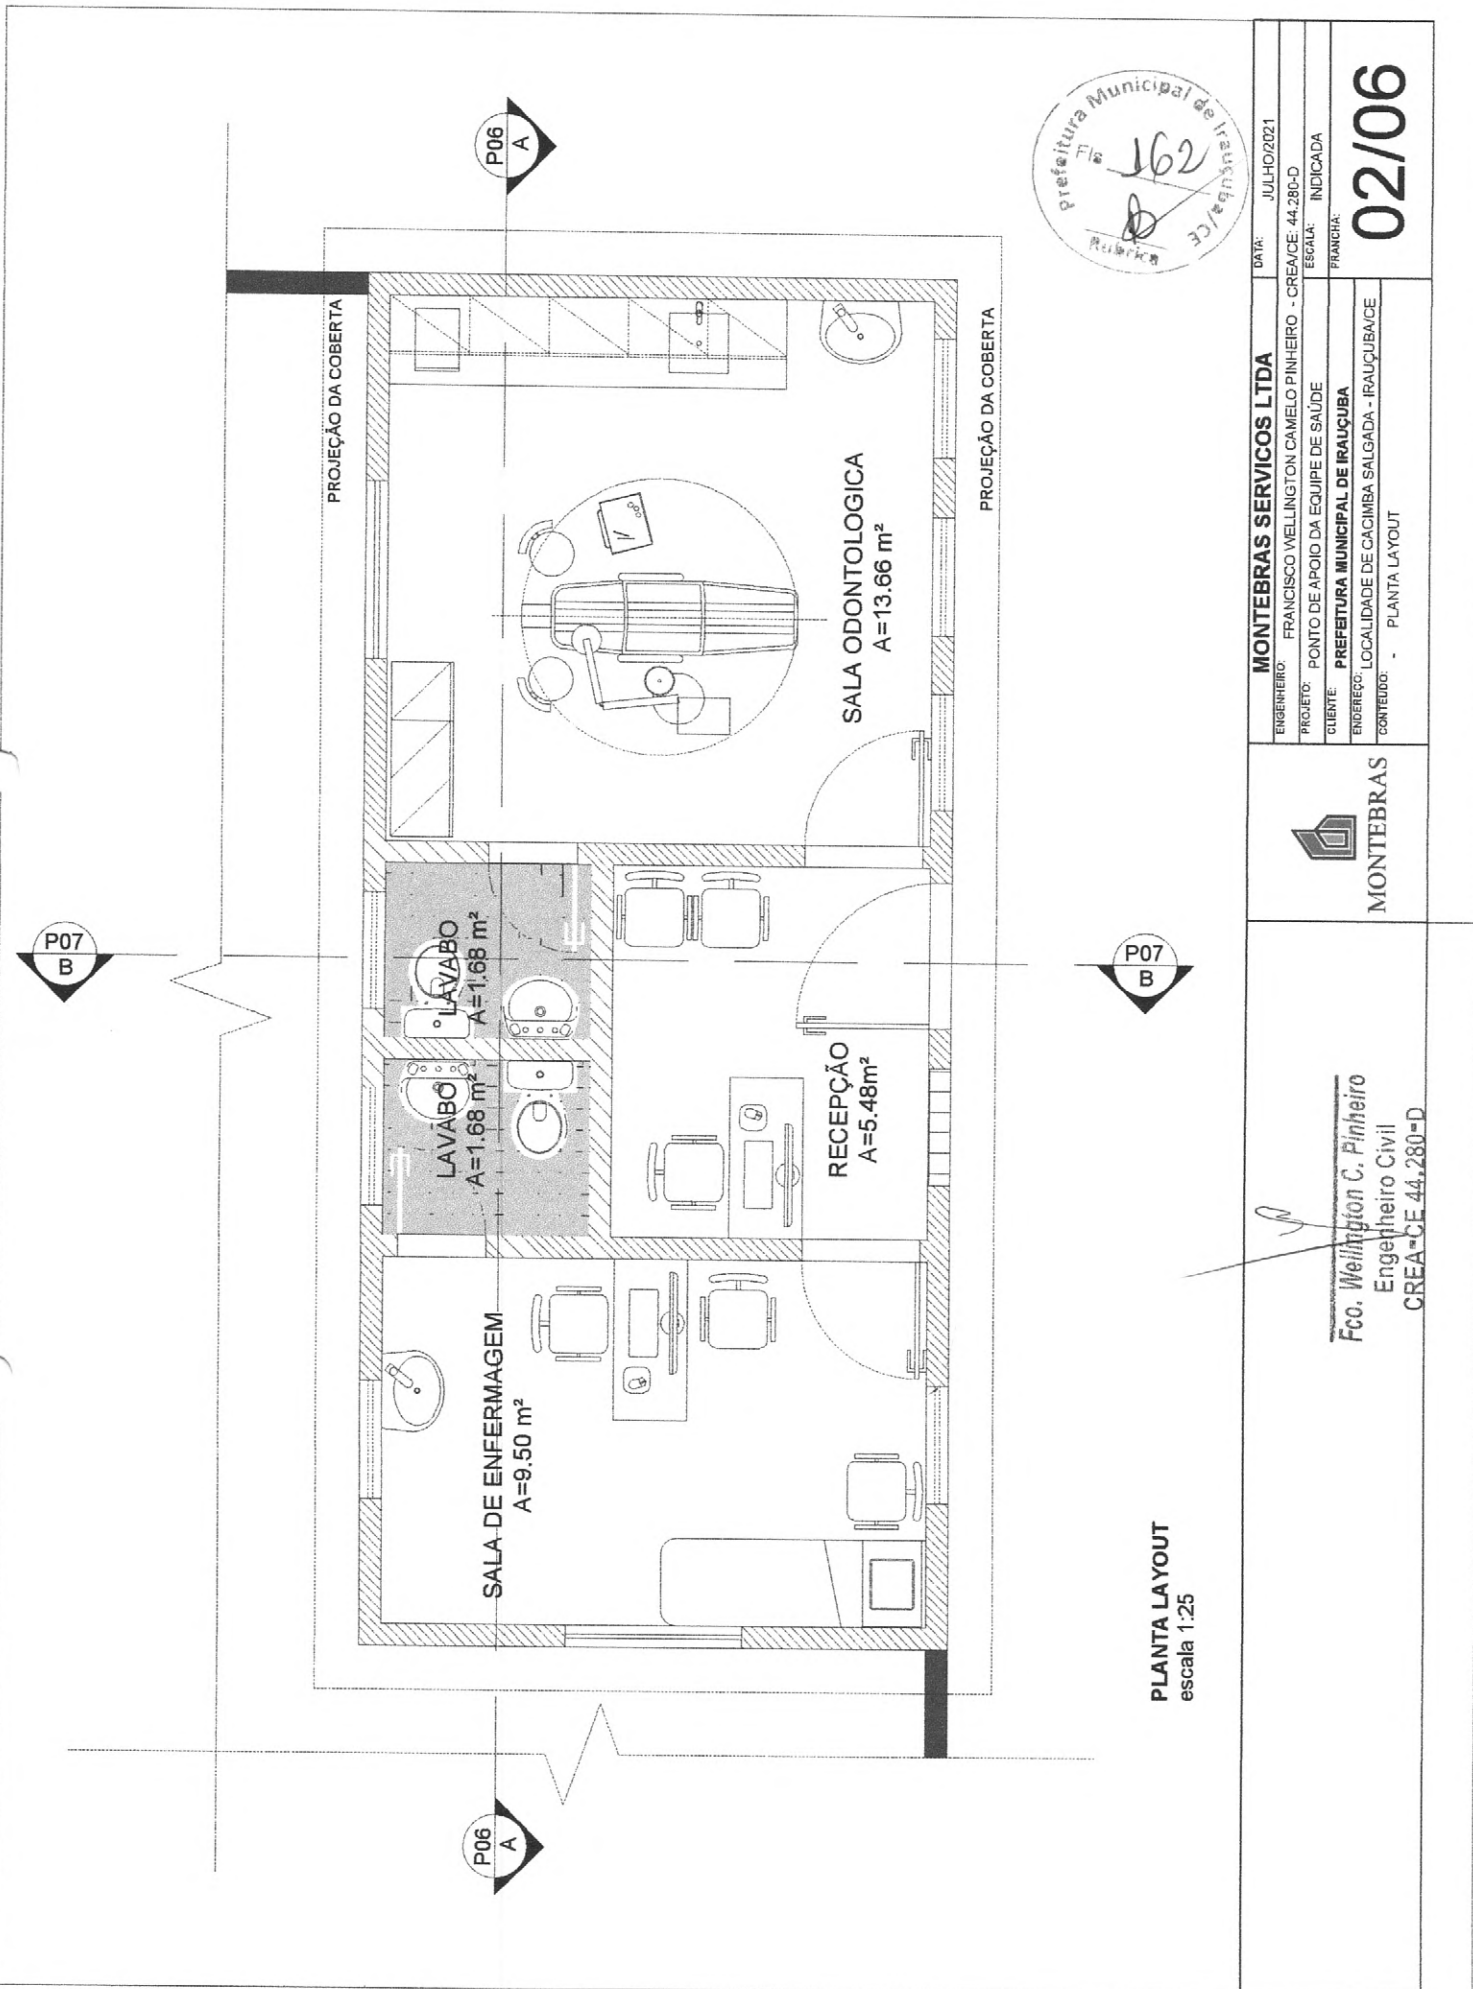 PROJEÇÃO DA COBERTA
PROJEÇÃO DA COBERTA
P06
A
P06
A
P07
B
P07
B
SALA DE ENFERMAGEM
A=9.50 m²
LAVABO
A=1.68 m²
LAVABO
A=1.68 m²
RECEPÇÃO
A=5.48m²
SALA ODONTOLOGICA
A=13.66 m²
PLANTA LAYOUT
escala 1:25
Prefeitura Municipal de Irauçuba/CE
Fls 162
Rubrica
Fco. Wellington C. Pinheiro
Engenheiro Civil
CREA-CE 44.280-D
MONTEBRAS
MONTEBRAS SERVICOS LTDA
DATA: JULHO/2021
ENGENHEIRO: FRANCISCO WELLINGTON CAMELO PINHEIRO - CREA/CE: 44.280-D
PROJETO: PONTO DE APOIO DA EQUIPE DE SAÚDE
ESCALA: INDICADA
CLIENTE: PREFEITURA MUNICIPAL DE IRAUÇUBA
PRANCHA:
02/06
ENDEREÇO: LOCALIDADE DE CACIMBA SALGADA - IRAUÇUBA/CE
CONTEÚDO: - PLANTA LAYOUT